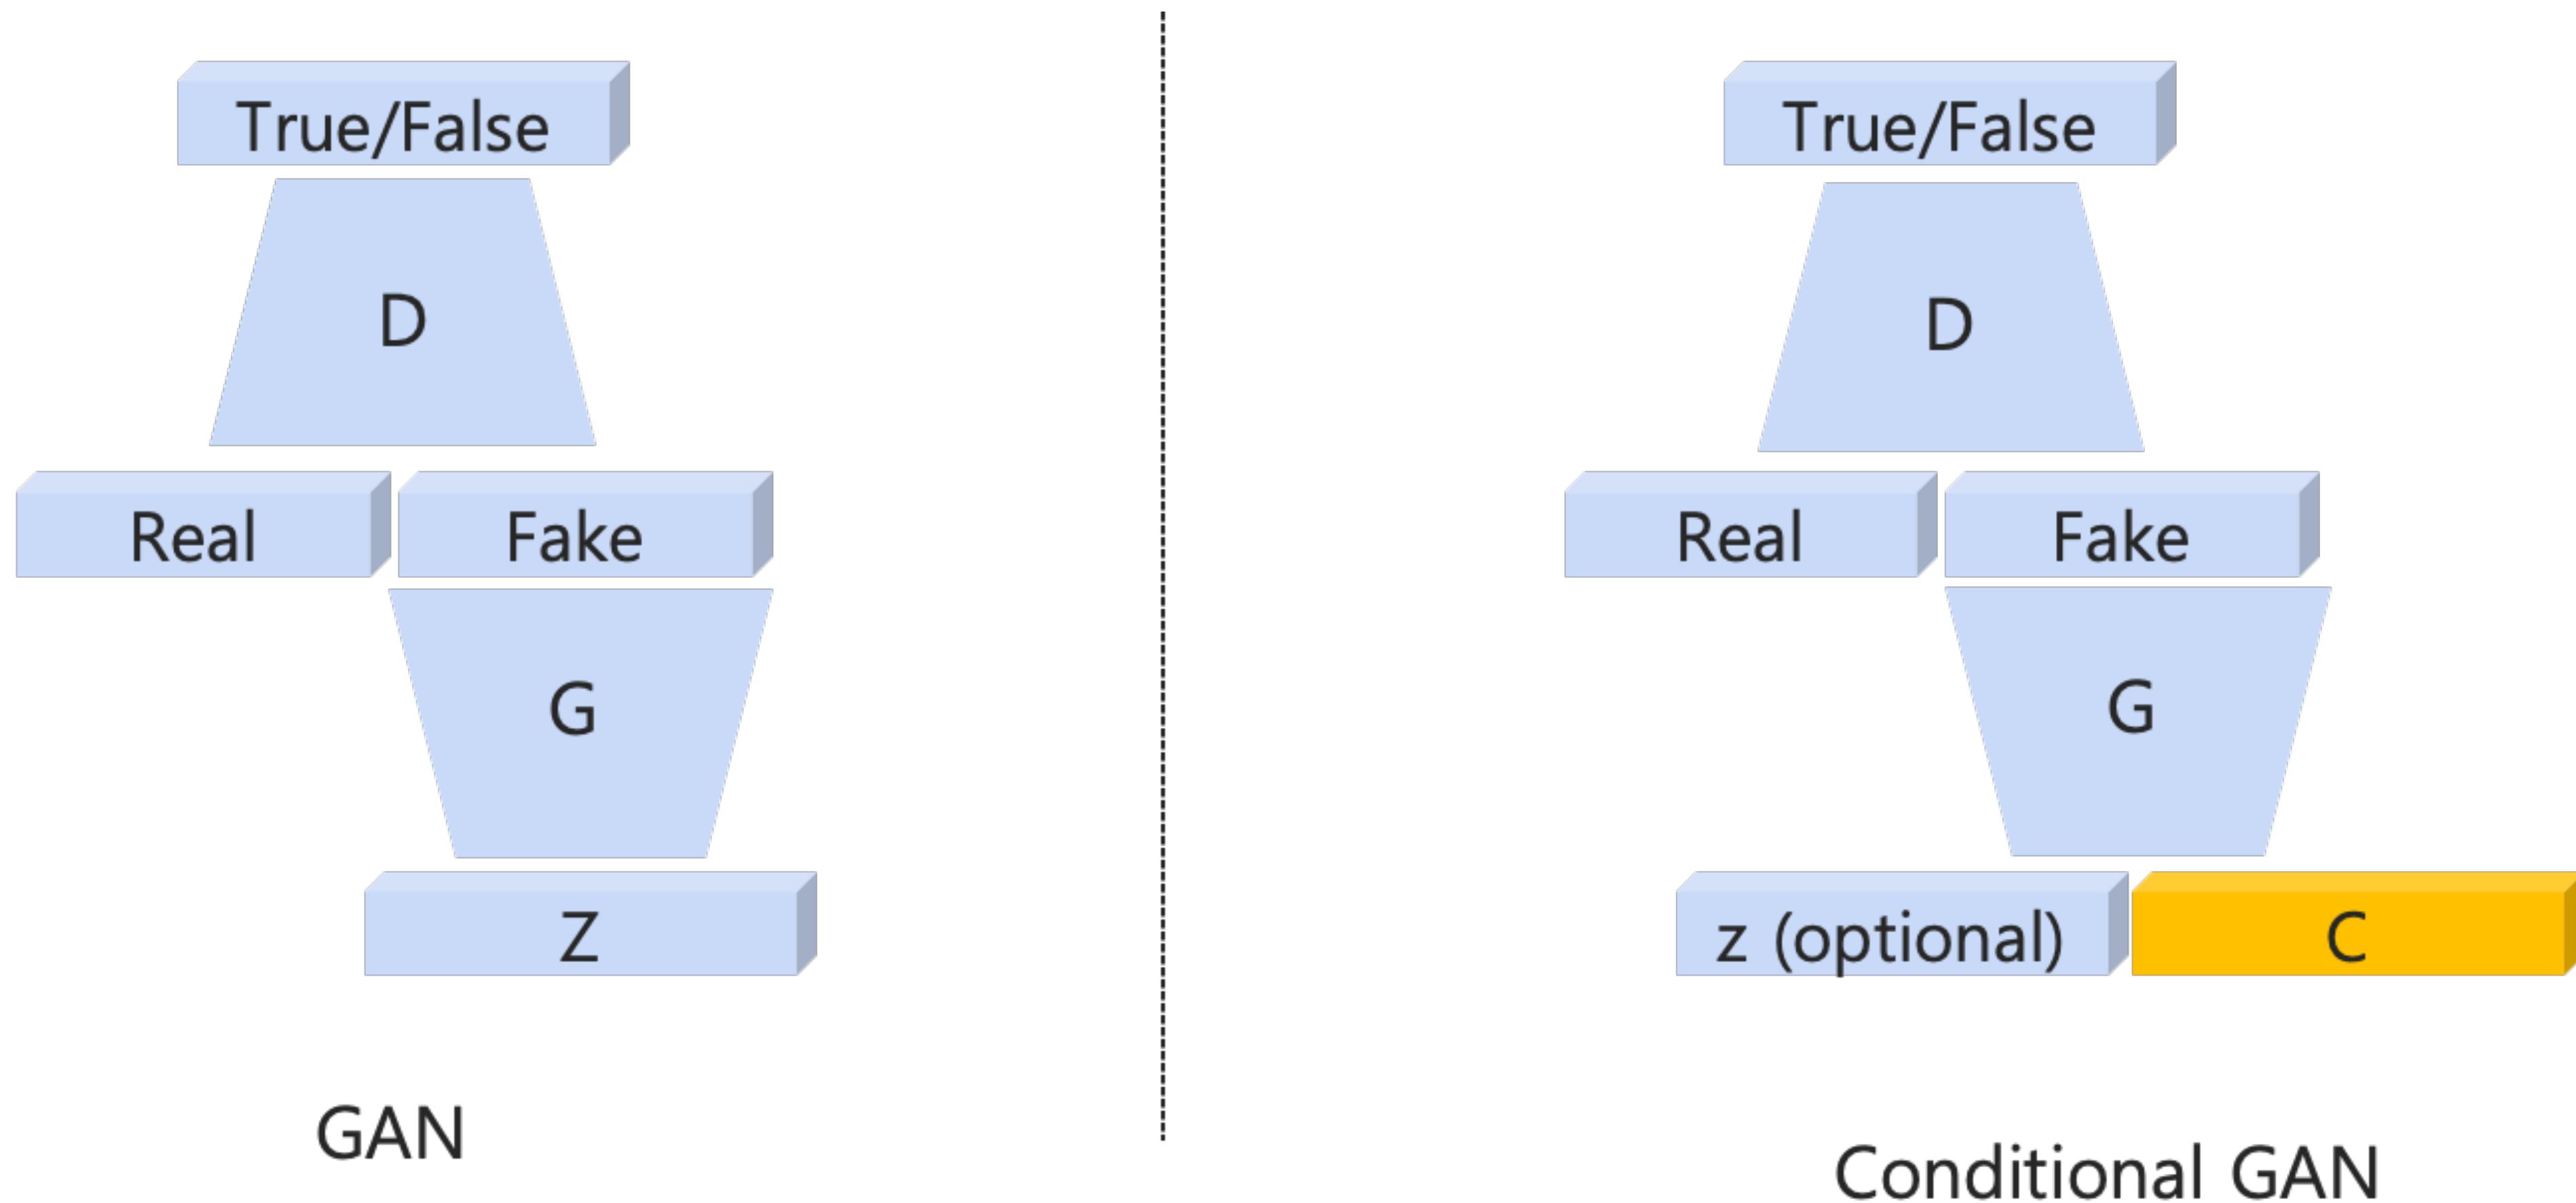 True/False
D
Real
Fake
G
Z
GAN
True/False
D
Real
Fake
G
z (optional)
C
Conditional GAN